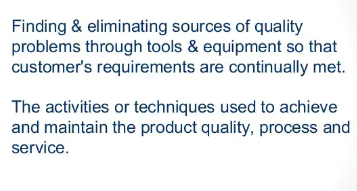 Finding & eliminating sources of quality
problems through tools & equipment so that
customer's requirements are continually met.
The activities or techniques used to achieve
and maintain the product quality, process and
service.